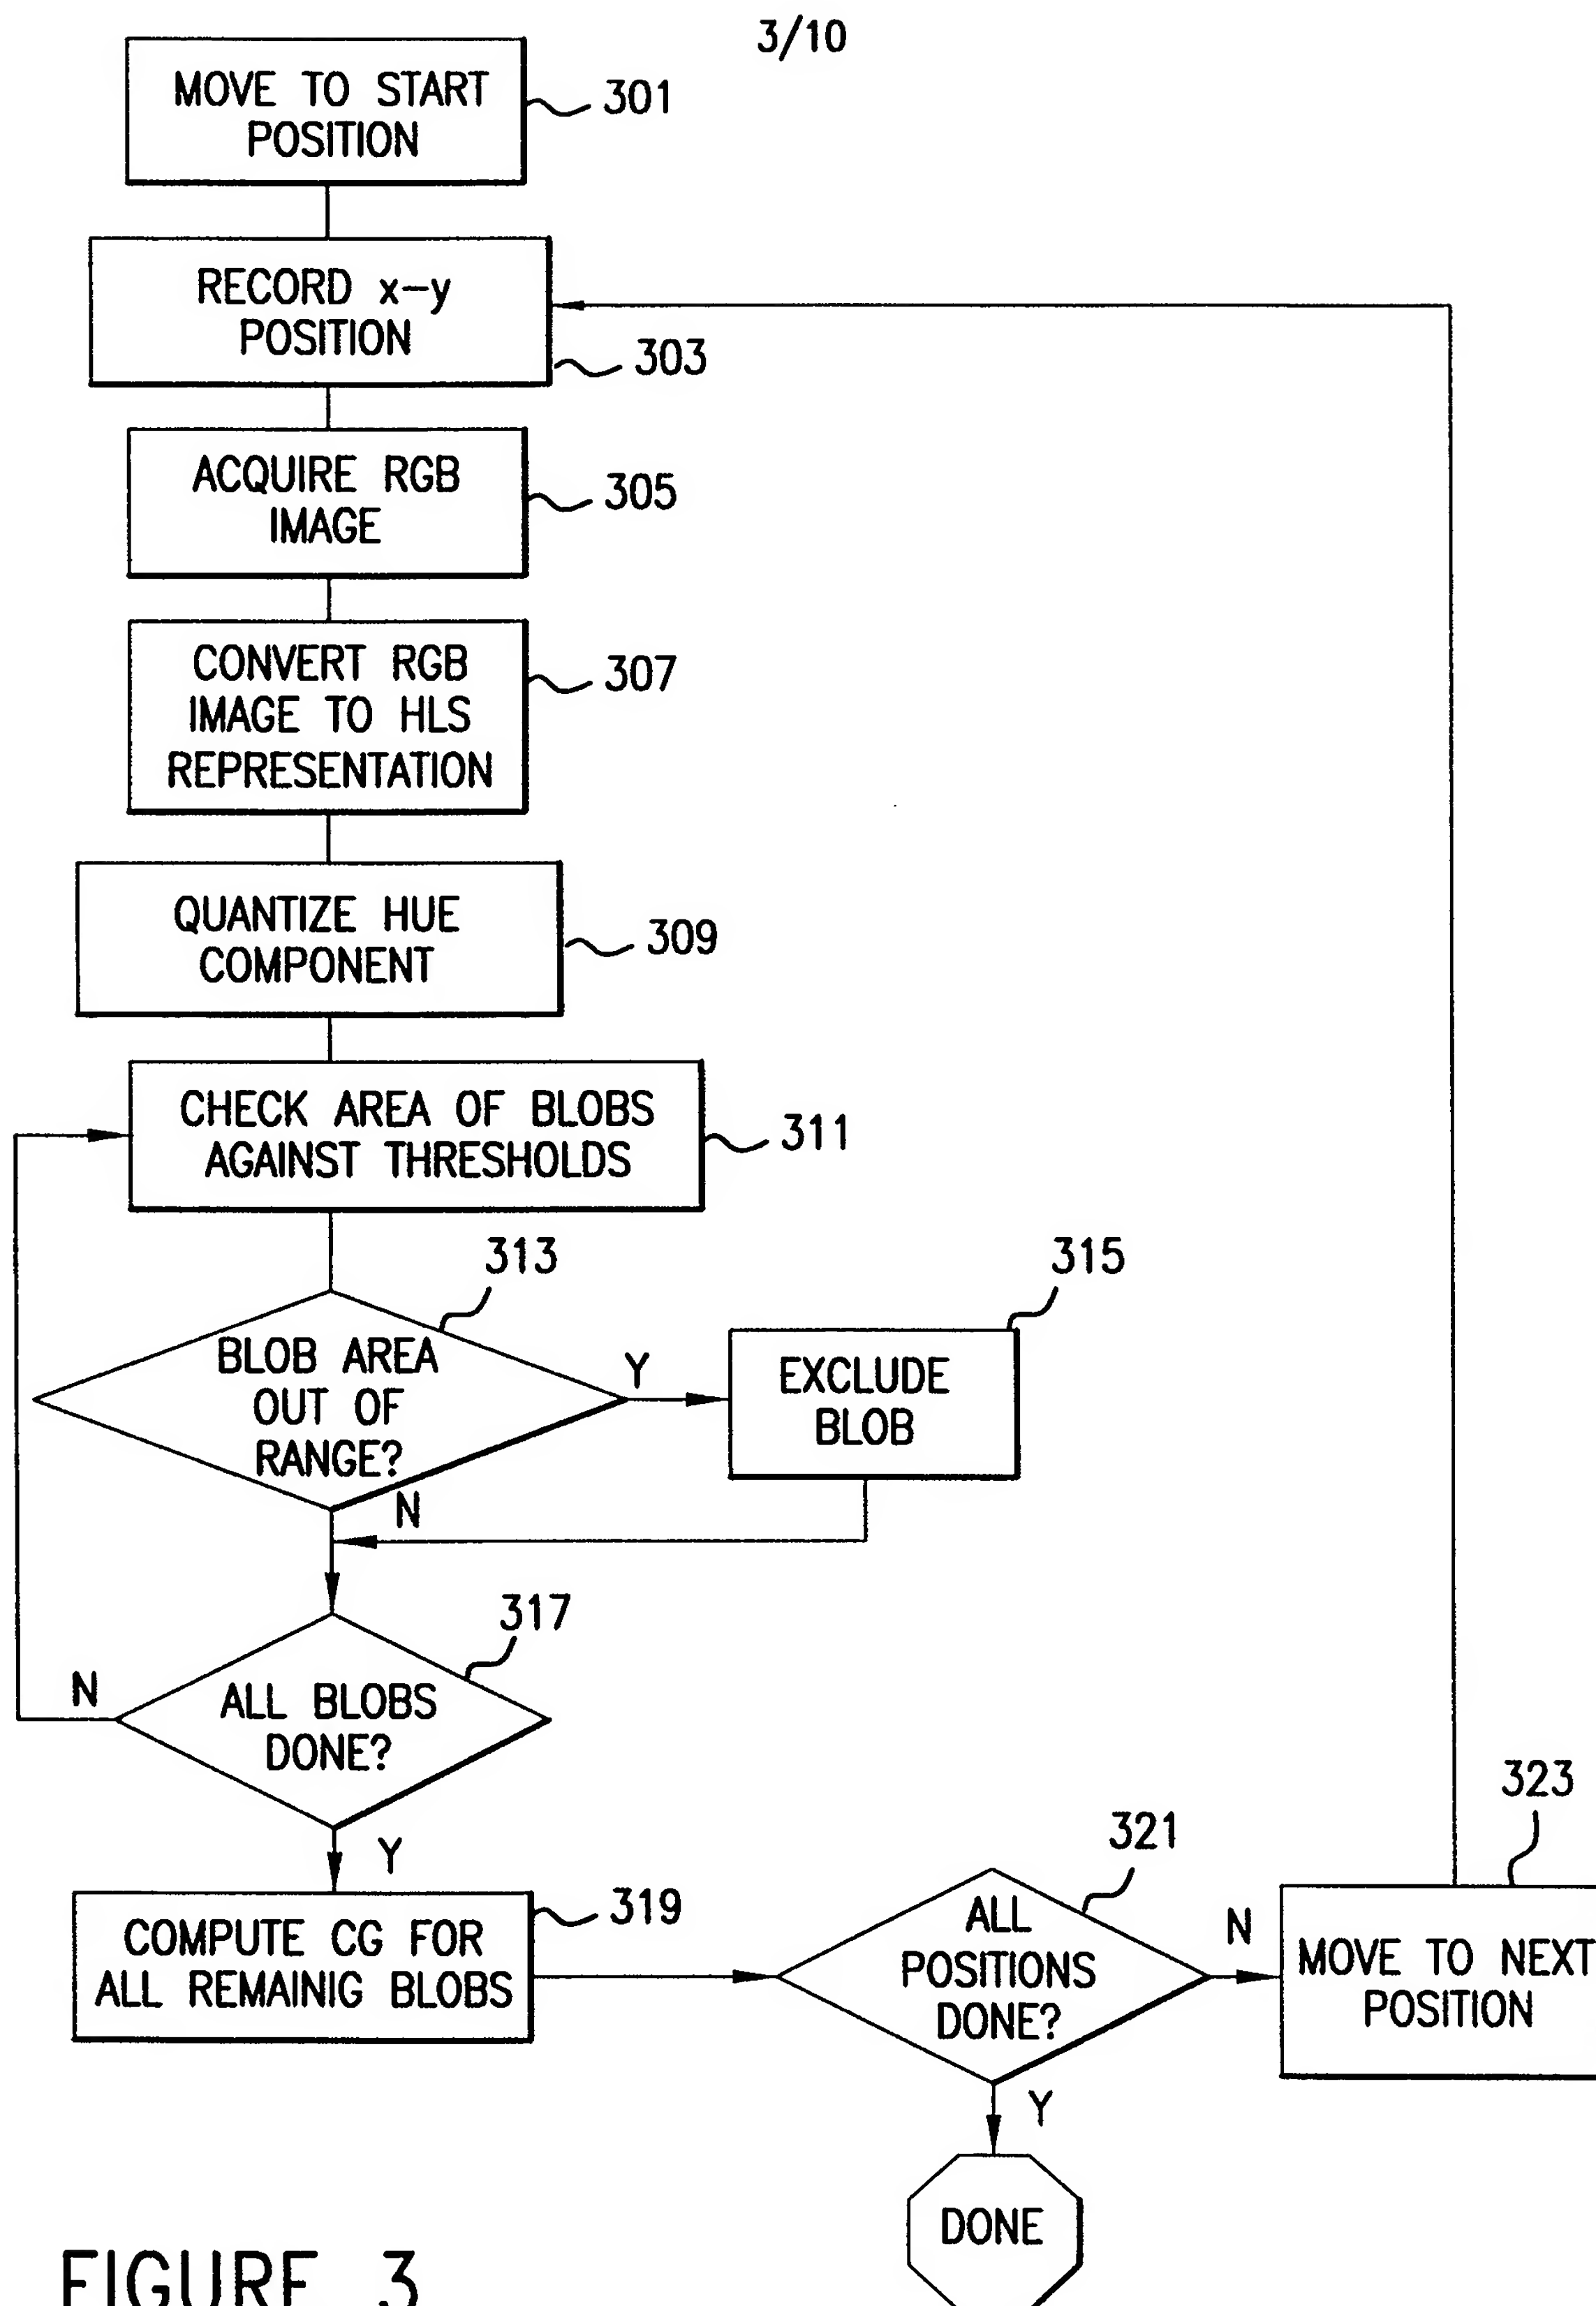 3/10
MOVE TO START
POSITION
301
RECORD x-y
POSITION
303
ACQUIRE RGB
IMAGE
305
CONVERT RGB
IMAGE TO HLS
REPRESENTATION
307
QUANTIZE HUE
COMPONENT
309
CHECK AREA OF BLOBS
AGAINST THRESHOLDS
311
313
BLOB AREA
OUT OF
RANGE?
Y
N
315
EXCLUDE
BLOB
317
ALL BLOBS
DONE?
N
Y
COMPUTE CG FOR
ALL REMAINIG BLOBS
319
321
ALL
POSITIONS
DONE?
N
Y
323
MOVE TO NEXT
POSITION
DONE
FIGURE 3